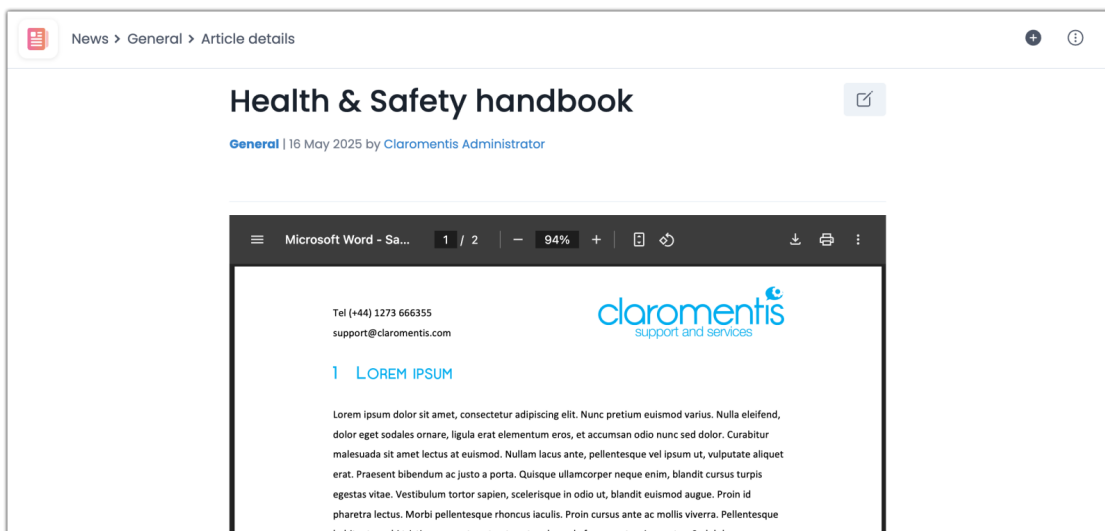 News > General > Article details
Health & Safety handbook
General | 16 May 2025 by Claromentis Administrator
Microsoft Word - Sa... 1 / 2 94%
Tel (+44) 1273 666355
support@claromentis.com
claromentis
support and services
1 LOREM IPSUM
Lorem ipsum dolor sit amet, consectetur adipiscing elit. Nunc pretium euismod varius. Nulla eleifend,
dolor eget sodales ornare, ligula erat elementum eros, et accumsan odio nunc sed dolor. Curabitur
malesuada sit amet lectus at euismod. Nullam lacus ante, pellentesque vel ipsum ut, vulputate aliquet
erat. Praesent bibendum ac justo a porta. Quisque ullamcorper neque enim, blandit cursus turpis
egestas vitae. Vestibulum tortor sapien, scelerisque in odio ut, blandit euismod augue. Proin id
pharetra lectus. Morbi pellentesque rhoncus iaculis. Proin cursus ante ac mollis viverra. Pellentesque